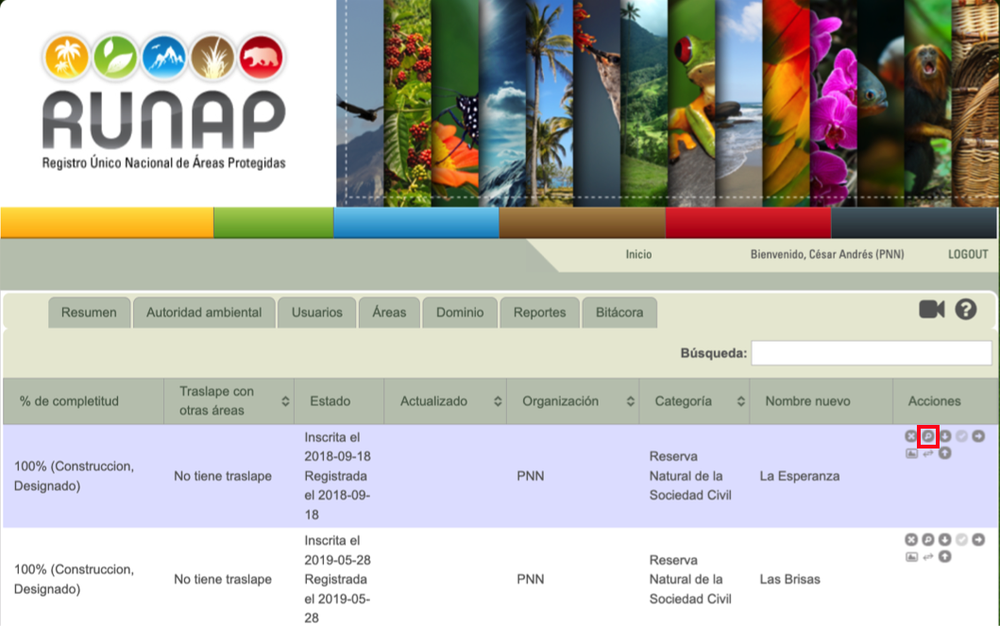 RUNAP
Registro Único Nacional de Áreas Protegidas
Inicio
Bienvenido, César Andrés (PNN)
LOGOUT
Resumen
Autoridad ambiental
Usuarios
Áreas
Dominio
Reportes
Bitácora
Búsqueda:
% de completitud
Traslape con
otras áreas
Estado
Actualizado
Organización
Categoría
Nombre nuevo
Acciones
100% (Construccion,
Designado)
No tiene traslape
Inscrita el
2018-09-18
Registrada
el 2018-09-
18
PNN
Reserva
Natural de la
Sociedad Civil
La Esperanza
100% (Construccion,
Designado)
No tiene traslape
Inscrita el
2019-05-28
Registrada
el 2019-05-
28
PNN
Reserva
Natural de la
Sociedad Civil
Las Brisas